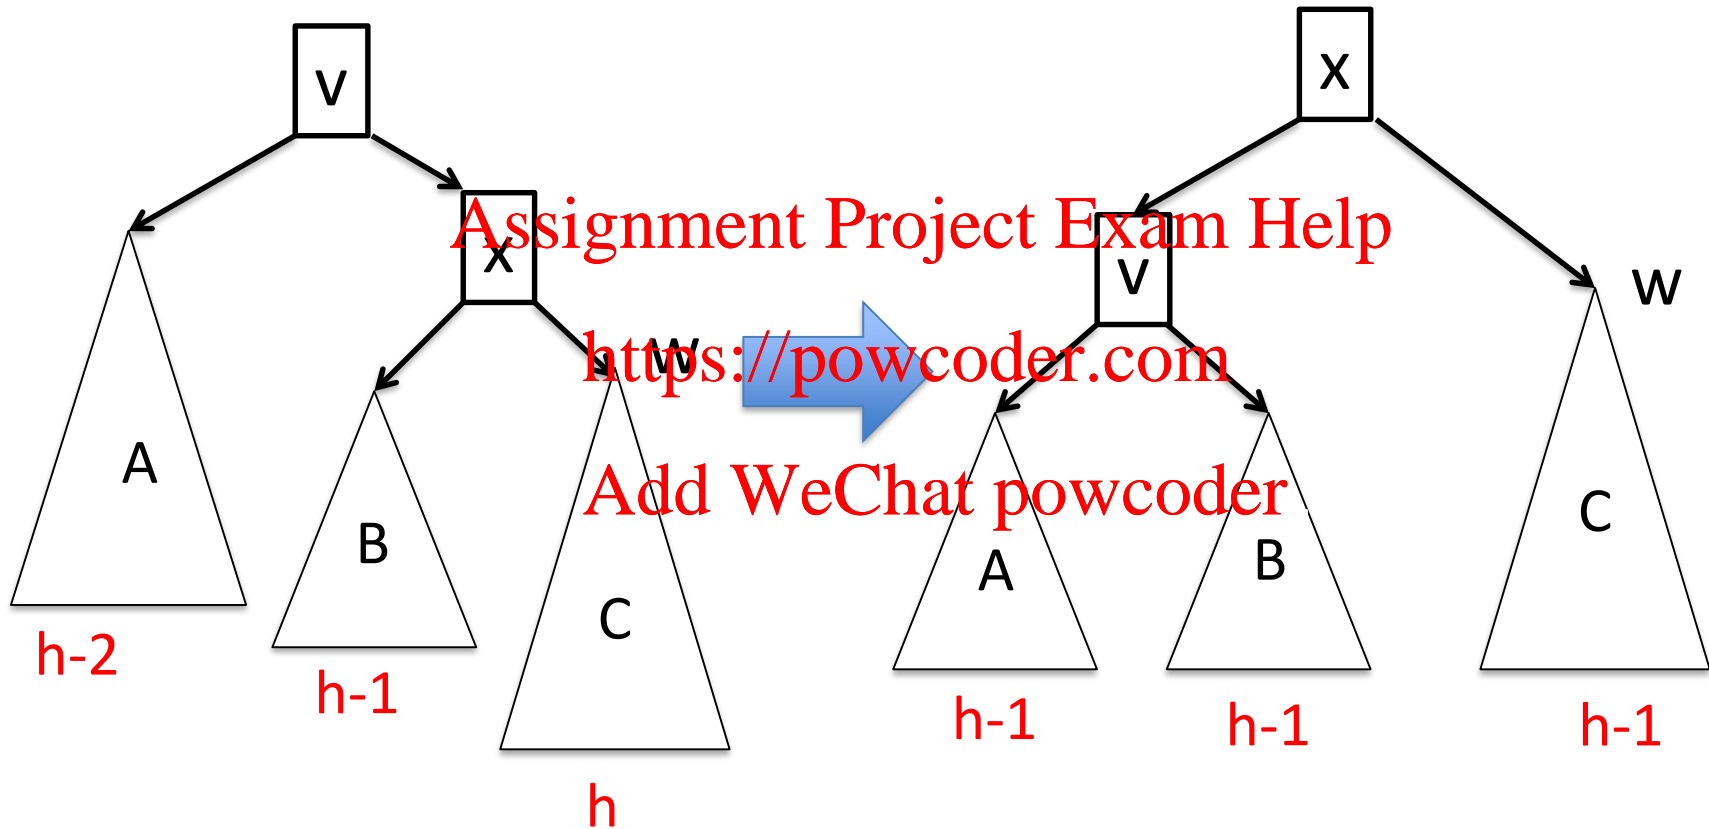 v
x
x
Assignment Project Exam Help
v
w
w
https://powcoder.com
A
Add WeChat powcoder
C
B
A
B
C
h-2
h-1
h-1
h-1
h-1
h